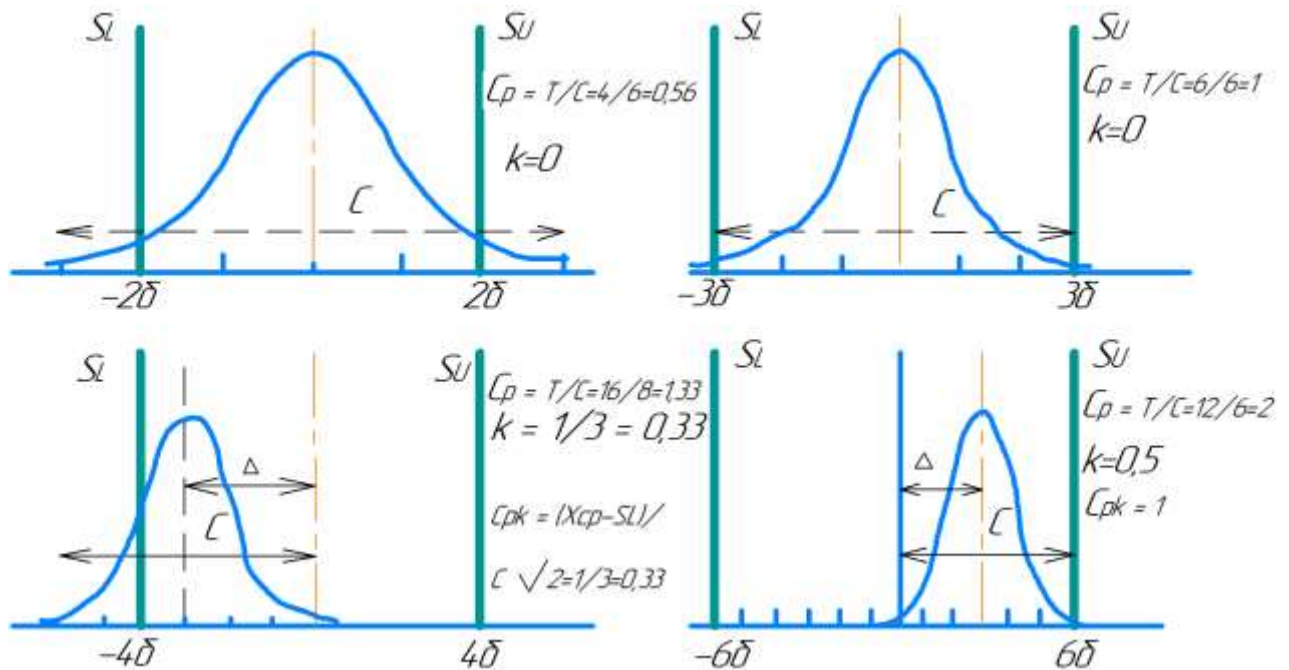 SL
SU
Cp = T/C=4/6=0,56
k=0
C
-2δ
2δ
SL
SU
Cp = T/C=6/6=1
k=0
C
-3δ
3δ
SL
SU
Cp = T/C=16/8=1,33
k = 1/3 = 0,33
Δ
C
Cpk = (Xcp-SL)/
C √2=1/3=0,33
-4δ
4δ
SL
SU
Cp = T/C=12/6=2
k=0,5
Δ
C
Cpk = 1
-6δ
6δ